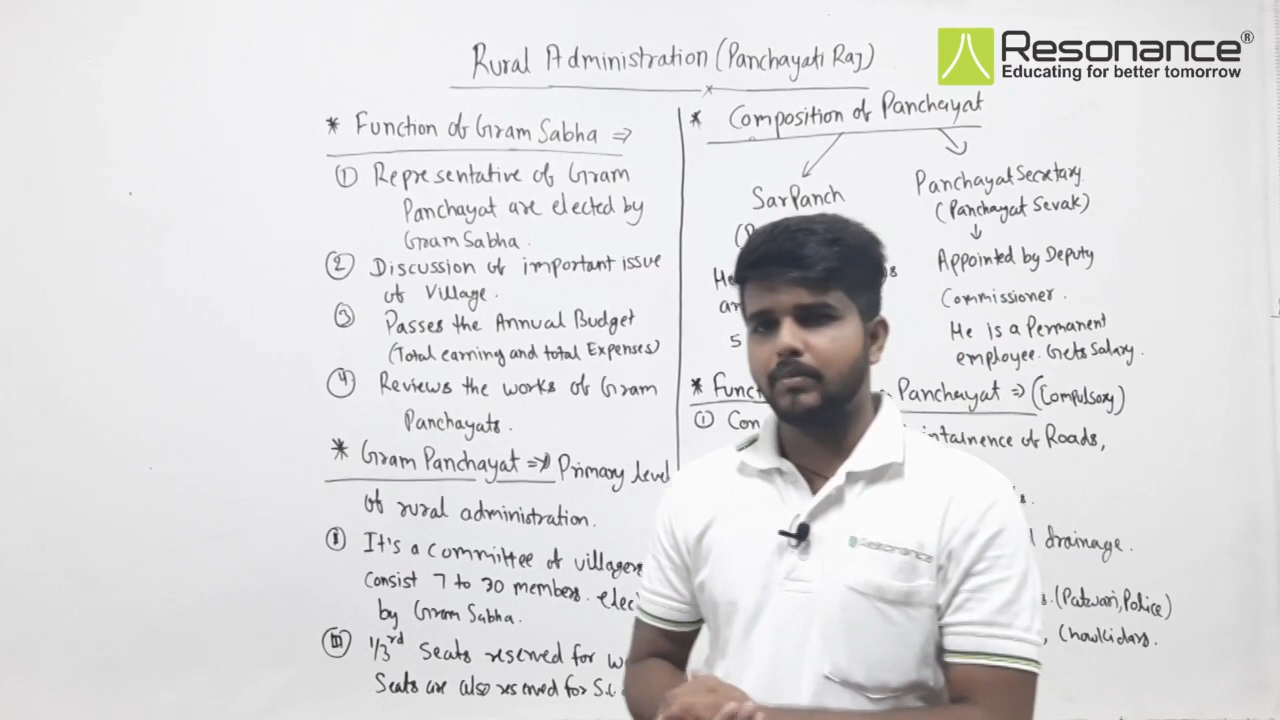 Resonance®
Educating for better tomorrow
Rural Administration (Panchayati Raj)
* Function of Gram Sabha ⇒
① Representative of Gram
Panchayat are elected by
Gram Sabha.
② Discussion of important issue
of Village.
③ Passes the Annual Budget
(Total earning and total Expenses)
④ Reviews the works of Gram
Panchayats.
* Gram Panchayat ⇒ Primary level
of rural administration.
It's a committee of villagers
Consist 7 to 30 members. elec
by Gram Sabha.
1/3rd Seats reserved for
Seats are also reserved for S.C
* Composition of Panchayat
SarPanch
5
Panchayat Secretary
(Panchayat Sevak)
Appointed by Deputy
Commissioner.
He is a Permanent
employee. Gets Salary.
* Funct Panchayat ⇒ (Compulsory)
① Con intainence of Roads,
drainage.
(Patwari, Police)
Chowkidars.
Resonance